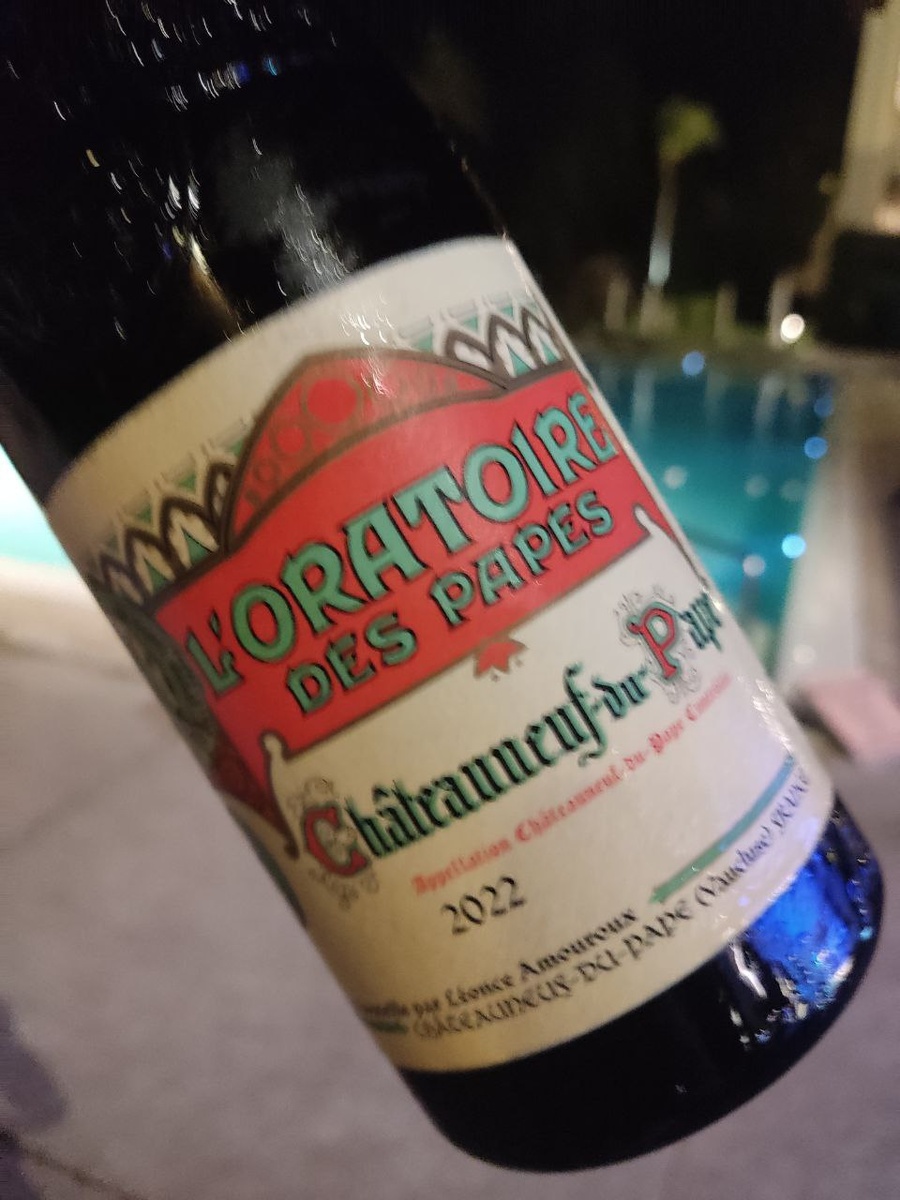 L'ORATOIRE
DES PAPES
Châteauneuf-du-Pape
Appellation Châteauneuf-du-Pape Contrôlée
2022
par Léonce Amouroux
CHÂTEAUNEUF-DU-PAPE (Vaucluse) FRANCE